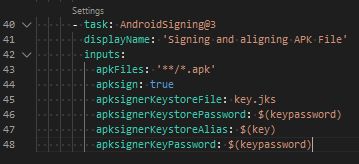 Settings
40 - task: AndroidSigning@3
41 displayName: 'Signing and aligning APK File'
42 inputs:
43 apkFiles: '**/*.apk'
44 apksign: true
45 apksignerKeystoreFile: key.jks
46 apksignerKeystorePassword: $(keypassword)
47 apksignerKeystoreAlias: $(key)
48 apksignerKeyPassword: $(keypassword)